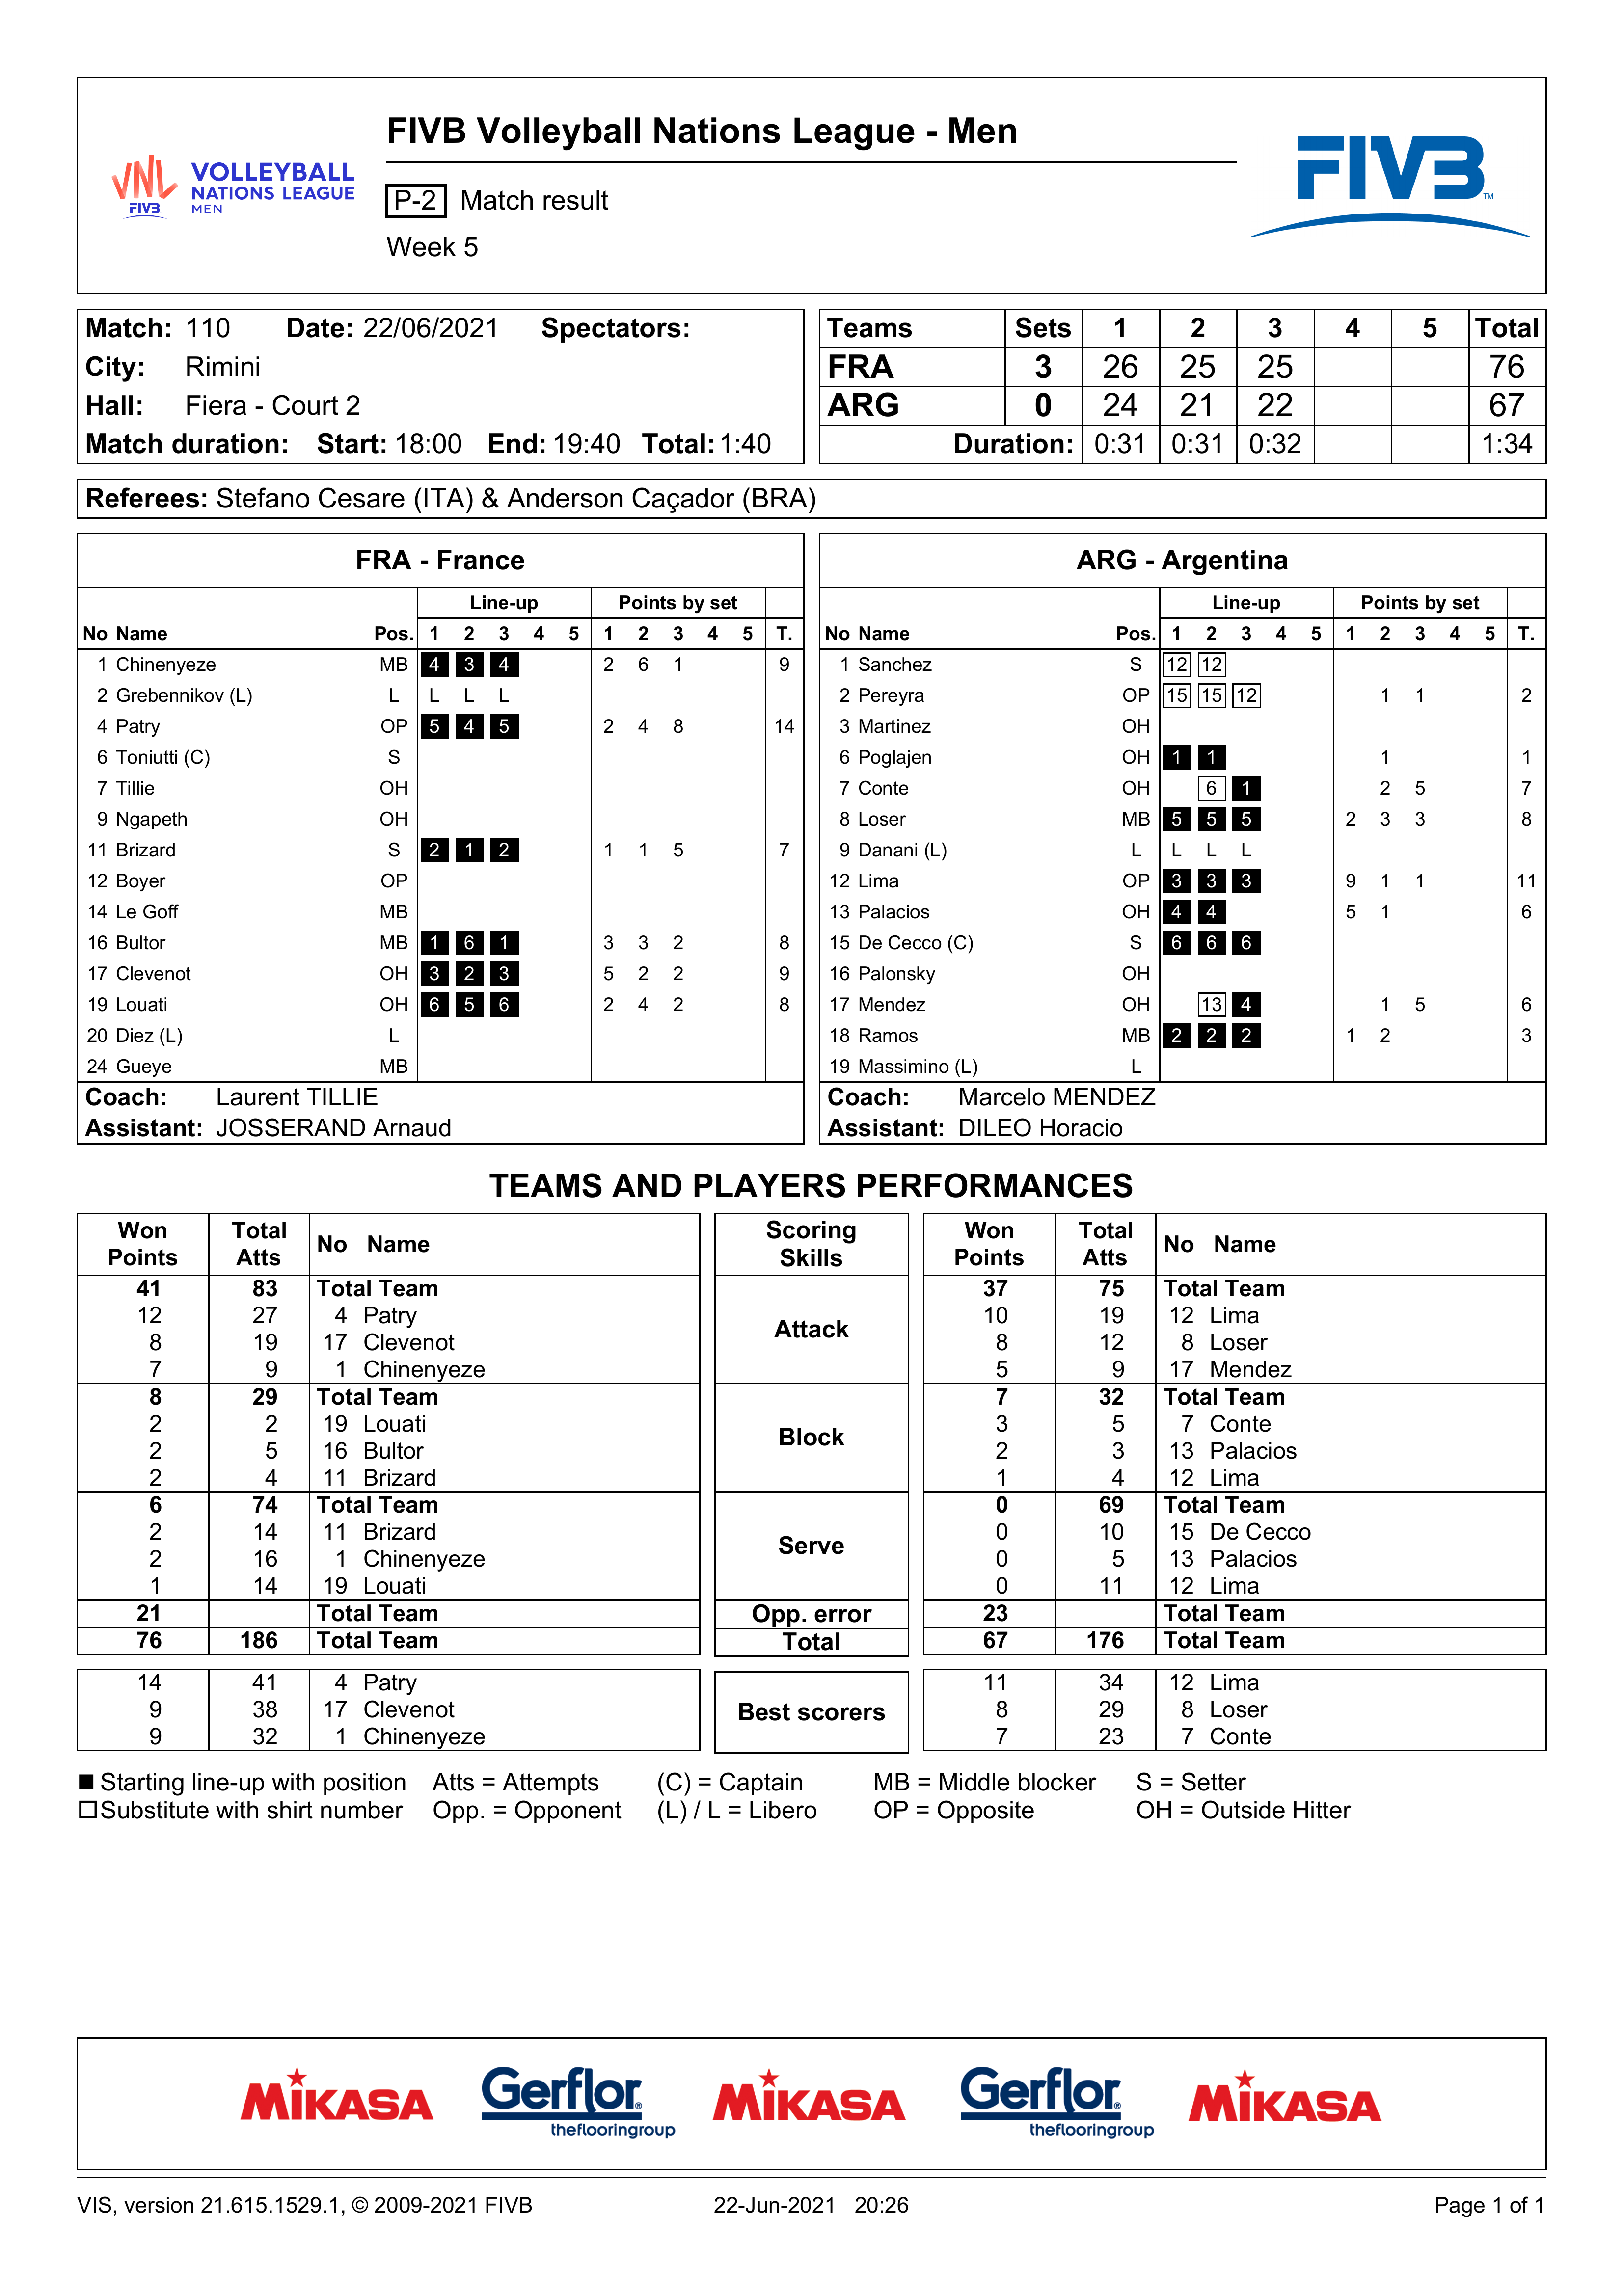 FIVB Volleyball Nations League - Men
VNL FIVB
VOLLEYBALL
NATIONS LEAGUE
MEN
P-2 Match result
Week 5
FIVB TM
Match: 110 Date: 22/06/2021 Spectators:
City: Rimini
Hall: Fiera - Court 2
Match duration: Start: 18:00 End: 19:40 Total: 1:40
Teams Sets 1 2 3 4 5 Total
FRA 3 26 25 25 76
ARG 0 24 21 22 67
Duration: 0:31 0:31 0:32 1:34
Referees: Stefano Cesare (ITA) & Anderson Caçador (BRA)
FRA - France
Line-up Points by set
No Name Pos. 1 2 3 4 5 1 2 3 4 5 T.
1 Chinenyeze MB 4 3 4 2 6 1 9
2 Grebennikov (L) L L L L
4 Patry OP 5 4 5 2 4 8 14
6 Toniutti (C) S
7 Tillie OH
9 Ngapeth OH
11 Brizard S 2 1 2 1 1 5 7
12 Boyer OP
14 Le Goff MB
16 Bultor MB 1 6 1 3 3 2 8
17 Clevenot OH 3 2 3 5 2 2 9
19 Louati OH 6 5 6 2 4 2 8
20 Diez (L) L
24 Gueye MB
Coach: Laurent TILLIE
Assistant: JOSSERAND Arnaud
ARG - Argentina
Line-up Points by set
No Name Pos. 1 2 3 4 5 1 2 3 4 5 T.
1 Sanchez S 12 12
2 Pereyra OP 15 15 12 1 1 2
3 Martinez OH
6 Poglajen OH 1 1 1 1
7 Conte OH 6 1 2 5 7
8 Loser MB 5 5 5 2 3 3 8
9 Danani (L) L L L L
12 Lima OP 3 3 3 9 1 1 11
13 Palacios OH 4 4 5 1 6
15 De Cecco (C) S 6 6 6
16 Palonsky OH
17 Mendez OH 13 4 1 5 6
18 Ramos MB 2 2 2 1 2 3
19 Massimino (L) L
Coach: Marcelo MENDEZ
Assistant: DILEO Horacio
TEAMS AND PLAYERS PERFORMANCES
Won Points Total Atts No Name Scoring Skills Won Points Total Atts No Name
41 83 Total Team Attack 37 75 Total Team
12 27 4 Patry 10 19 12 Lima
8 19 17 Clevenot 8 12 8 Loser
7 9 1 Chinenyeze 5 9 17 Mendez
8 29 Total Team Block 7 32 Total Team
2 2 19 Louati 3 5 7 Conte
2 5 16 Bultor 2 3 13 Palacios
2 4 11 Brizard 1 4 12 Lima
6 74 Total Team Serve 0 69 Total Team
2 14 11 Brizard 0 10 15 De Cecco
2 16 1 Chinenyeze 0 5 13 Palacios
1 14 19 Louati 0 11 12 Lima
21 Total Team Opp. error 23 Total Team
76 186 Total Team Total 67 176 Total Team
14 41 4 Patry Best scorers 11 34 12 Lima
9 38 17 Clevenot 8 29 8 Loser
9 32 1 Chinenyeze 7 23 7 Conte
Starting line-up with position Atts = Attempts (C) = Captain MB = Middle blocker S = Setter
Substitute with shirt number Opp. = Opponent (L) / L = Libero OP = Opposite OH = Outside Hitter
MIKASA Gerflor® theflooringgroup MIKASA Gerflor® theflooringgroup MIKASA
VIS, version 21.615.1529.1, © 2009-2021 FIVB 22-Jun-2021 20:26 Page 1 of 1